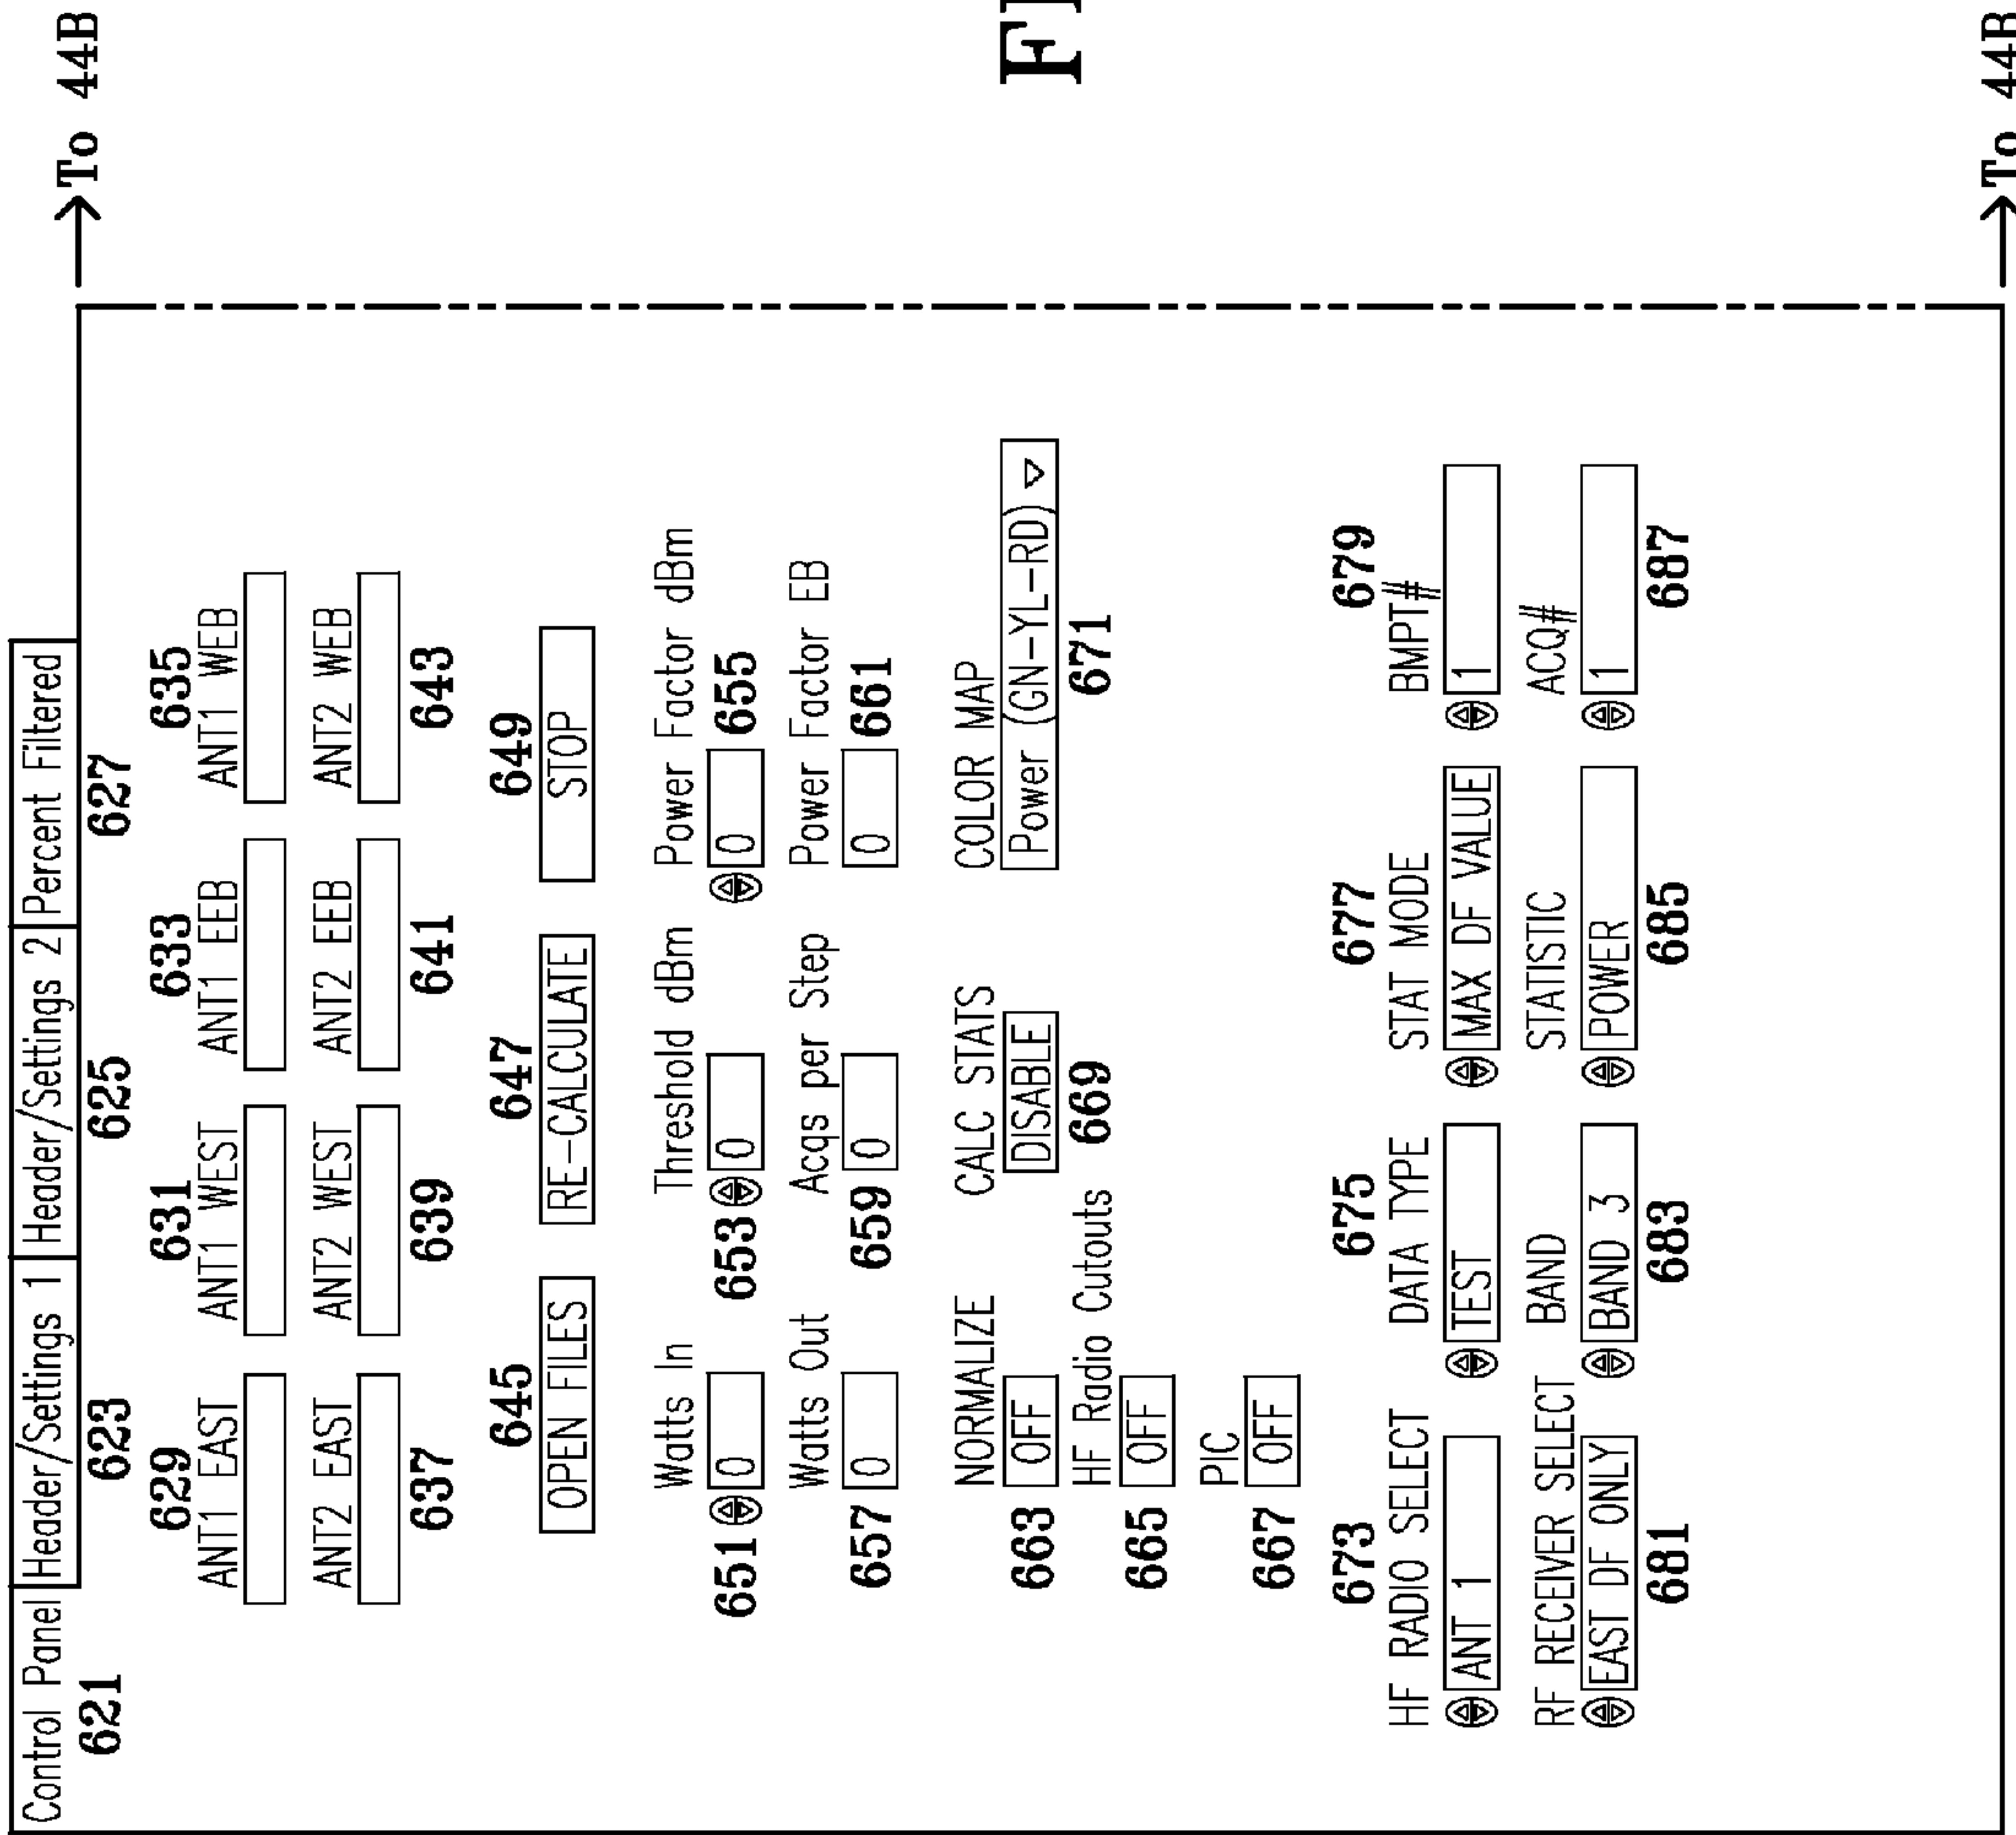 Control Panel Header/Settings 1 Header/Settings 2 Percent Filtered
To 44B
621 623 625 627
629 631 633 635
ANT1 EAST ANT1 WEST ANT1 EEB ANT1 WEB
ANT2 EAST ANT2 WEST ANT2 EEB ANT2 WEB
637 639 641 643
645 647 649
OPEN FILES RE-CALCULATE STOP
Watts In Threshold dBm Power Factor dBm
651 0 653 0 0 655
Watts Out Acqs per Step Power Factor EB
657 0 659 0 0 661
NORMALIZE CALC STATS COLOR MAP
663 OFF DISABLE Power (GN-YL-RD)
HF Radio Cutouts 669 671
665 OFF
PIC
667 OFF
673 675 677 679
HF RADIO SELECT DATA TYPE STAT MODE BMPT#
ANT 1 TEST MAX DF VALUE 1
RF RECEIVER SELECT BAND STATISTIC ACQ#
EAST DF ONLY BAND 3 POWER 1
681 683 685 687
To 44B
F